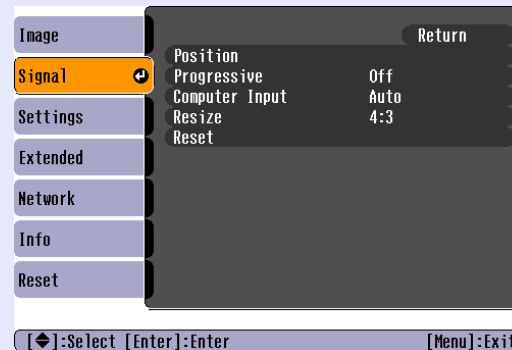 Image
Signal
Settings
Extended
Network
Info
Reset
Return
Position
Progressive Off
Computer Input Auto
Resize 4:3
Reset
[]:Select [Enter]:Enter [Menu]:Exit